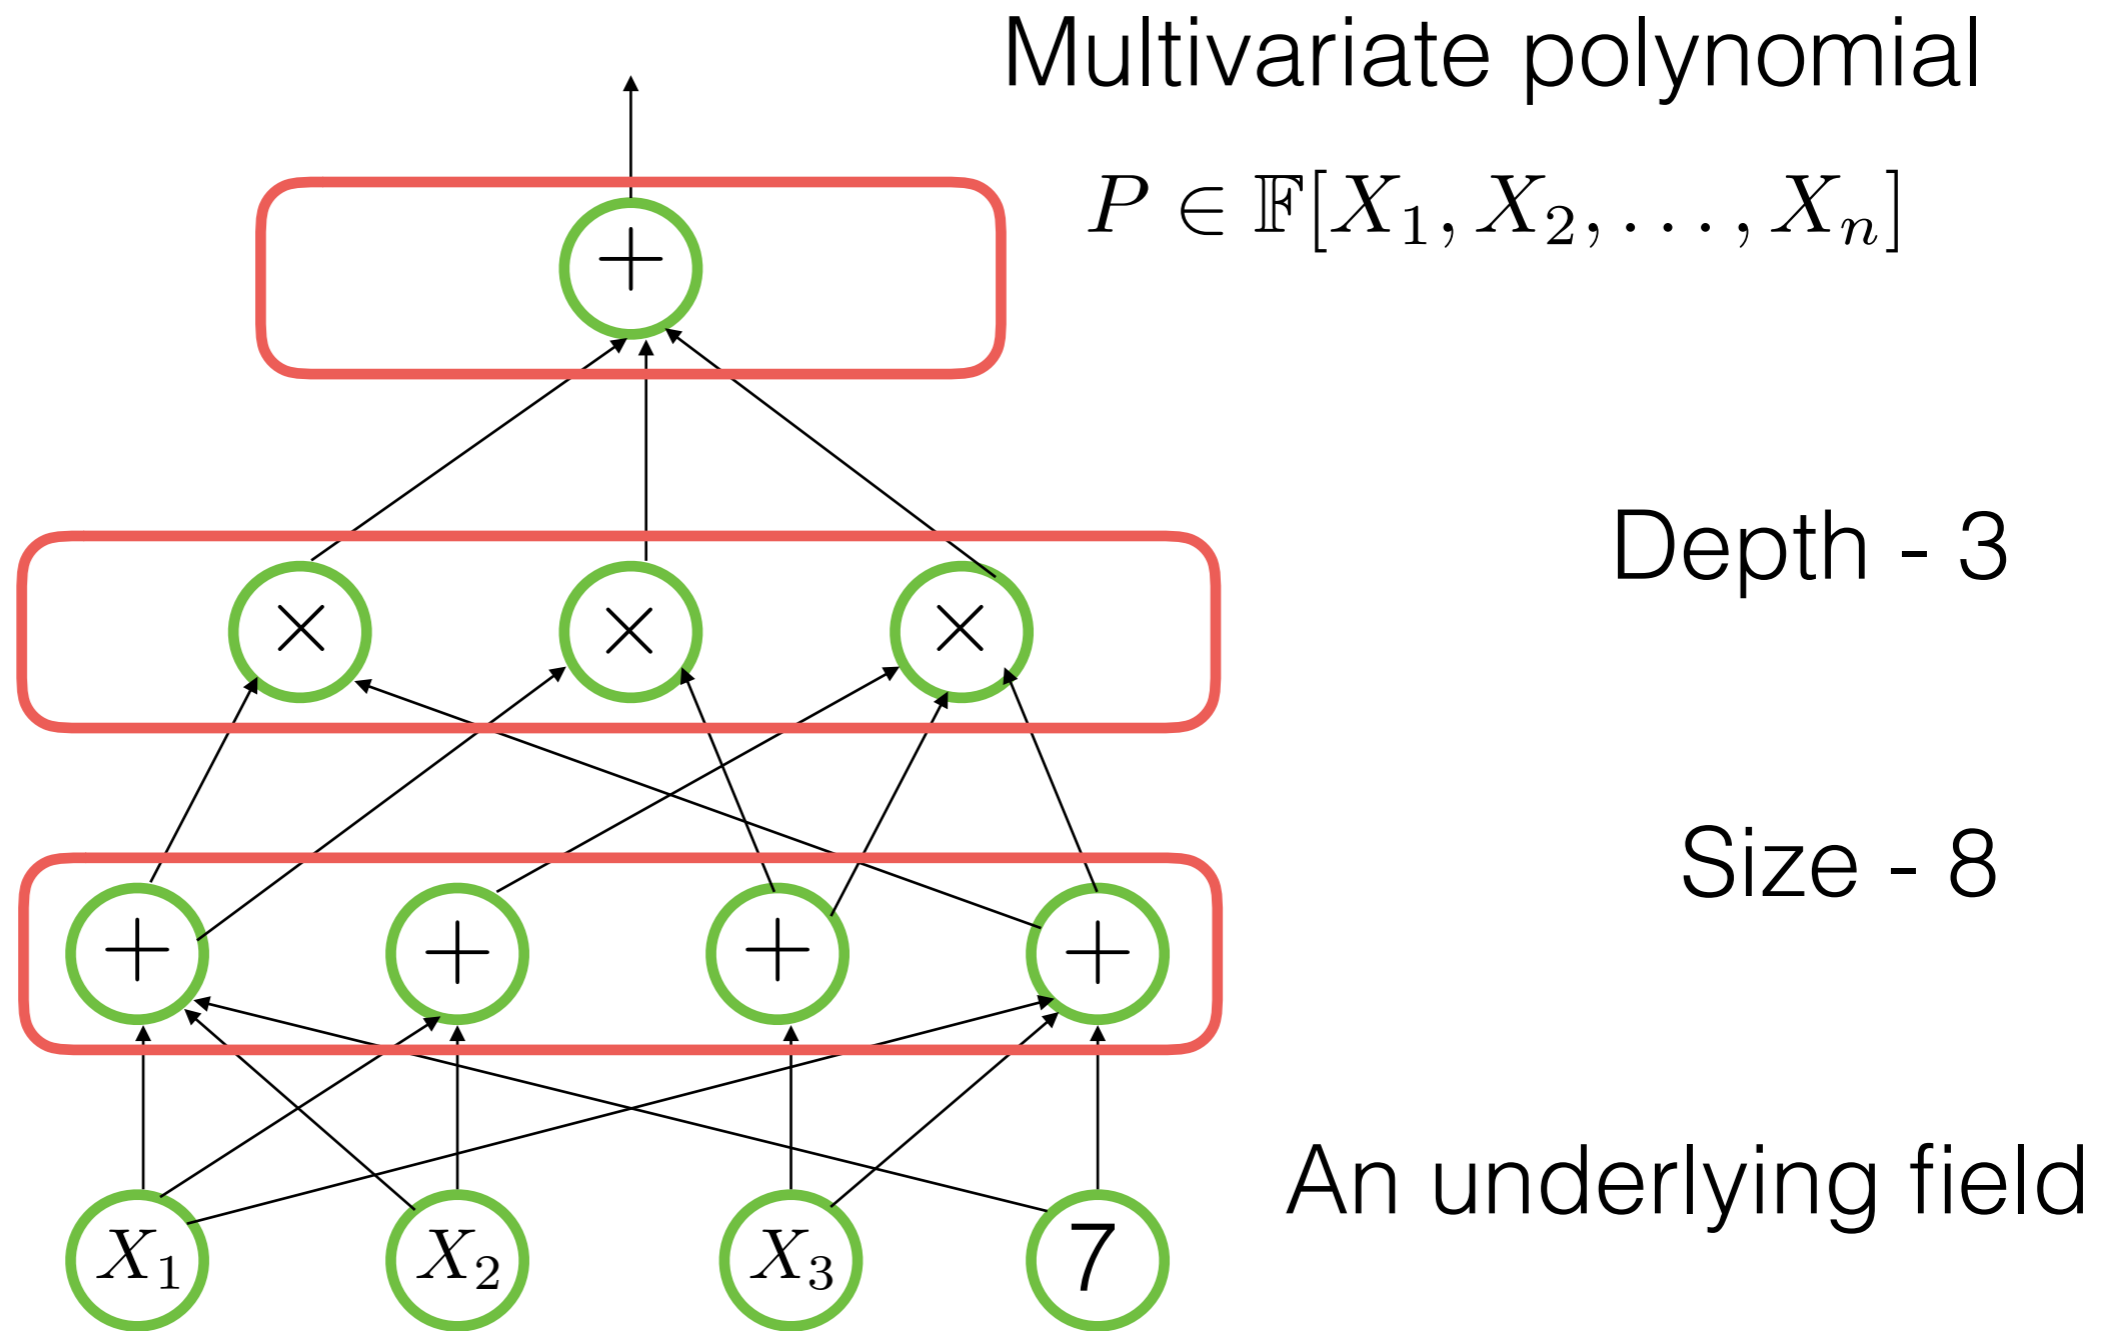 Multivariate polynomial
P ∈ 𝔽[X₁, X₂, . . . , Xₙ]
+
× × ×
Depth - 3
+ + + +
Size - 8
X₁ X₂ X₃ 7
An underlying field